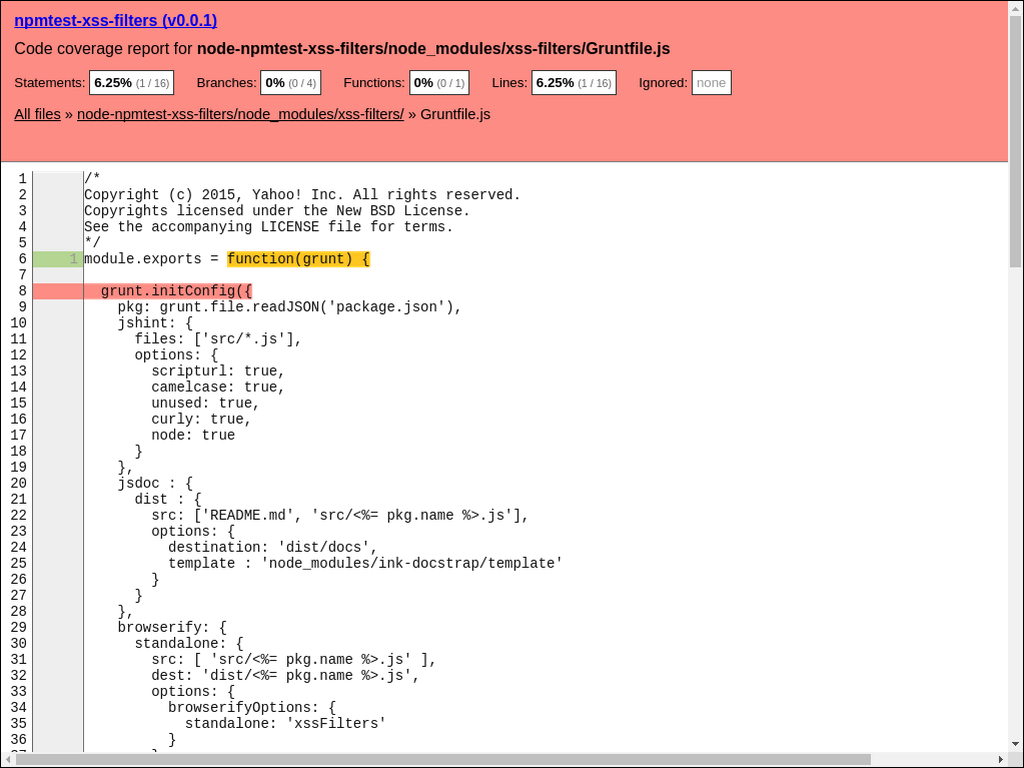 npmtest-xss-filters (v0.0.1)
Code coverage report for node-npmtest-xss-filters/node_modules/xss-filters/Gruntfile.js
Statements: 6.25% (1 / 16) Branches: 0% (0 / 4) Functions: 0% (0 / 1) Lines: 6.25% (1 / 16) Ignored: none
All files » node-npmtest-xss-filters/node_modules/xss-filters/ » Gruntfile.js
1 /*
2 Copyright (c) 2015, Yahoo! Inc. All rights reserved.
3 Copyrights licensed under the New BSD License.
4 See the accompanying LICENSE file for terms.
5 */
6 1 module.exports = function(grunt) {
7
8 grunt.initConfig({
9 pkg: grunt.file.readJSON('package.json'),
10 jshint: {
11 files: ['src/*.js'],
12 options: {
13 scripturl: true,
14 camelcase: true,
15 unused: true,
16 curly: true,
17 node: true
18 }
19 },
20 jsdoc : {
21 dist : {
22 src: ['README.md', 'src/<%= pkg.name %>.js'],
23 options: {
24 destination: 'dist/docs',
25 template : 'node_modules/ink-docstrap/template'
26 }
27 }
28 },
29 browserify: {
30 standalone: {
31 src: [ 'src/<%= pkg.name %>.js' ],
32 dest: 'dist/<%= pkg.name %>.js',
33 options: {
34 browserifyOptions: {
35 standalone: 'xssFilters'
36 }